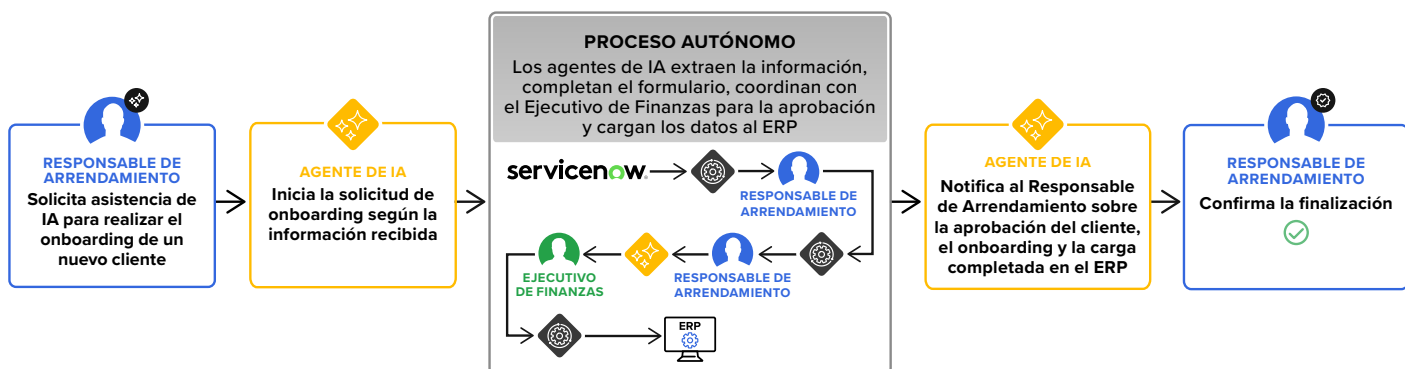 RESPONSABLE DE
ARRENDAMIENTO
Solicita asistencia de
IA para realizar el
onboarding de un
nuevo cliente
AGENTE DE IA
Inicia la solicitud de
onboarding según la
información recibida
PROCESO AUTÓNOMO
Los agentes de IA extraen la información,
completan el formulario, coordinan con
el Ejecutivo de Finanzas para la aprobación
y cargan los datos al ERP
servicenow
RESPONSABLE DE
ARRENDAMIENTO
EJECUTIVO
DE FINANZAS
RESPONSABLE DE
ARRENDAMIENTO
ERP
AGENTE DE IA
Notifica al Responsable
de Arrendamiento sobre
la aprobación del cliente,
el onboarding y la carga
completada en el ERP
RESPONSABLE DE
ARRENDAMIENTO
Confirma la finalización